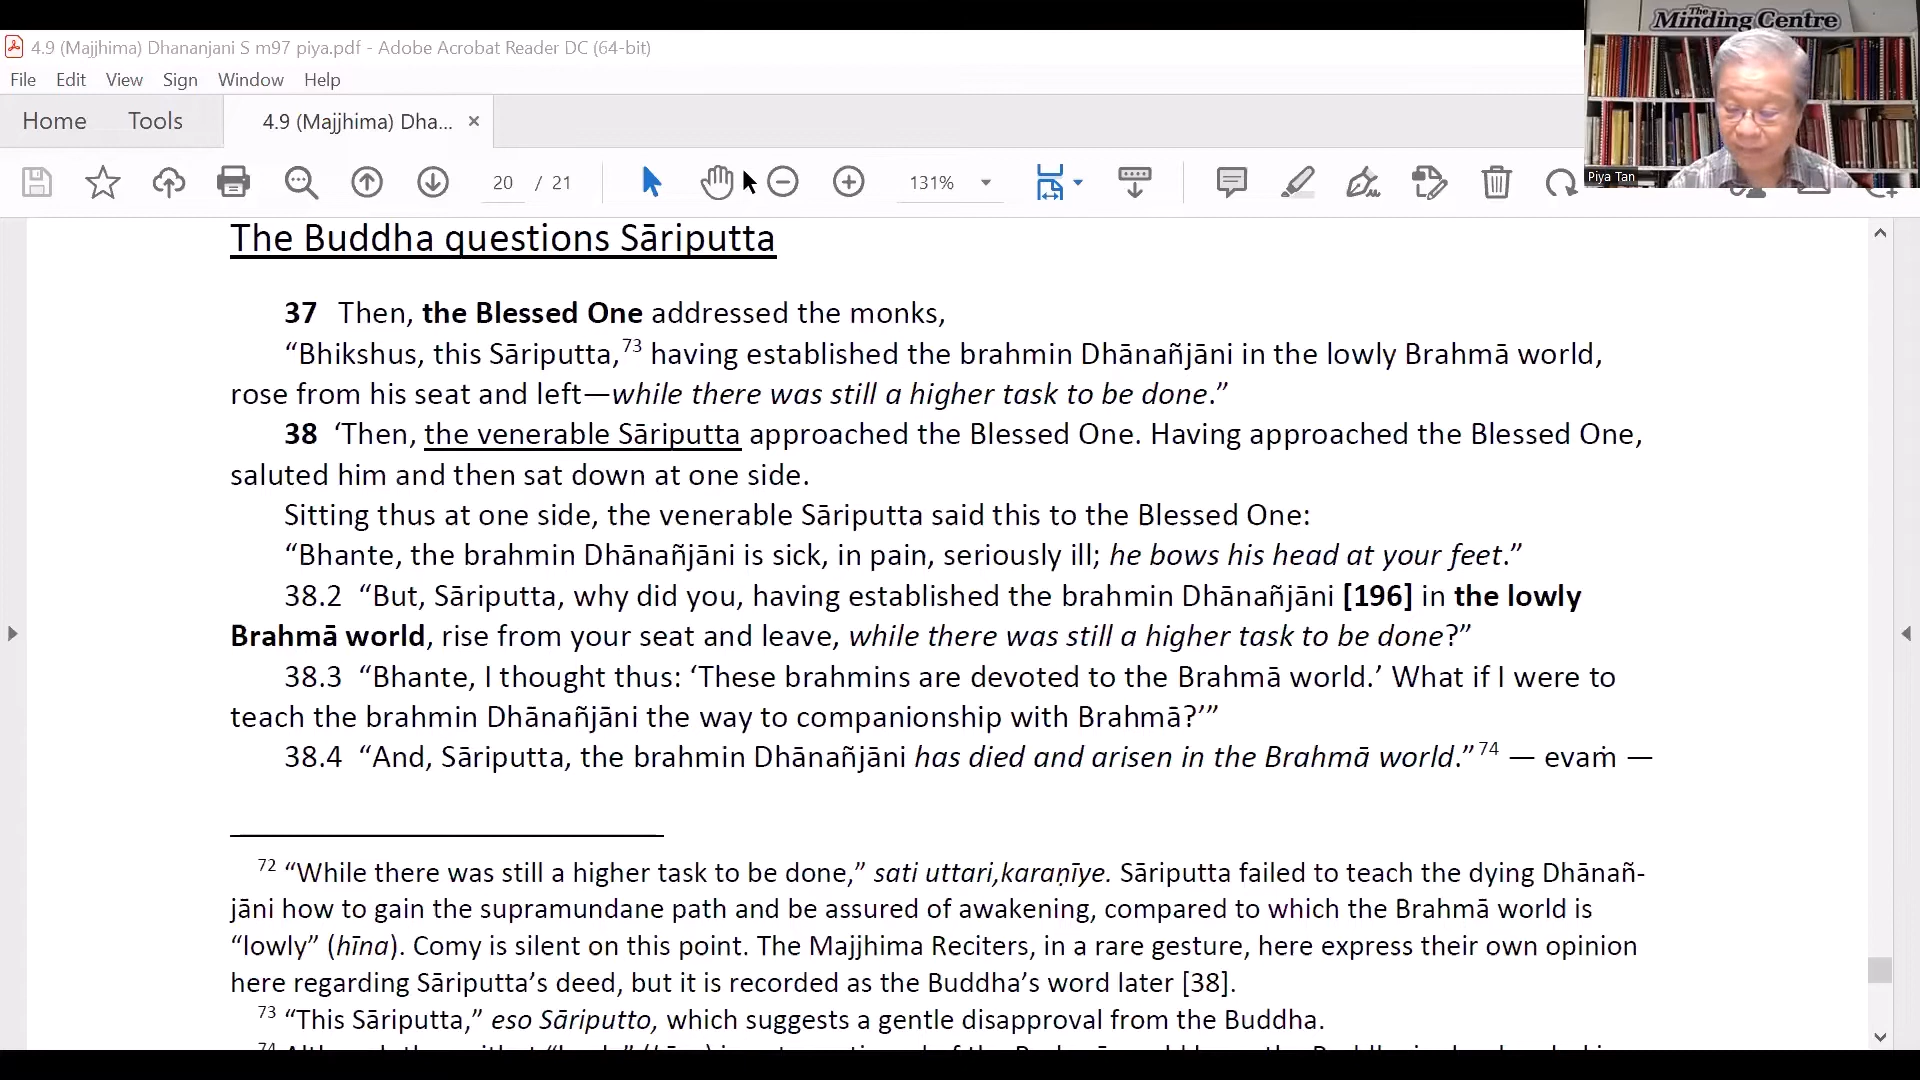 The
Minding Centre
4.9 (Majjhima) Dhananjani S m97 piya.pdf - Adobe Acrobat Reader DC (64-bit)
File Edit View Sign Window Help
Home Tools 4.9 (Majjhima) Dha... ×
20 / 21 131%
Piya Tan
The Buddha questions Sāriputta
37 Then, the Blessed One addressed the monks,
“Bhikshus, this Sāriputta,73 having established the brahmin Dhānañjāni in the lowly Brahmā world,
rose from his seat and left—while there was still a higher task to be done.”
38 ‘Then, the venerable Sāriputta approached the Blessed One. Having approached the Blessed One,
saluted him and then sat down at one side.
Sitting thus at one side, the venerable Sāriputta said this to the Blessed One:
“Bhante, the brahmin Dhānañjāni is sick, in pain, seriously ill; he bows his head at your feet.”
38.2 “But, Sāriputta, why did you, having established the brahmin Dhānañjāni [196] in the lowly
Brahmā world, rise from your seat and leave, while there was still a higher task to be done?”
38.3 “Bhante, I thought thus: ‘These brahmins are devoted to the Brahmā world.’ What if I were to
teach the brahmin Dhānañjāni the way to companionship with Brahmā?’”
38.4 “And, Sāriputta, the brahmin Dhānañjāni has died and arisen in the Brahmā world.”74 — evaṁ —
72 “While there was still a higher task to be done,” sati uttari,karaṇīye. Sāriputta failed to teach the dying Dhānañ-
jāni how to gain the supramundane path and be assured of awakening, compared to which the Brahmā world is
“lowly” (hīna). Comy is silent on this point. The Majjhima Reciters, in a rare gesture, here express their own opinion
here regarding Sāriputta’s deed, but it is recorded as the Buddha’s word later [38].
73 “This Sāriputta,” eso Sāriputto, which suggests a gentle disapproval from the Buddha.